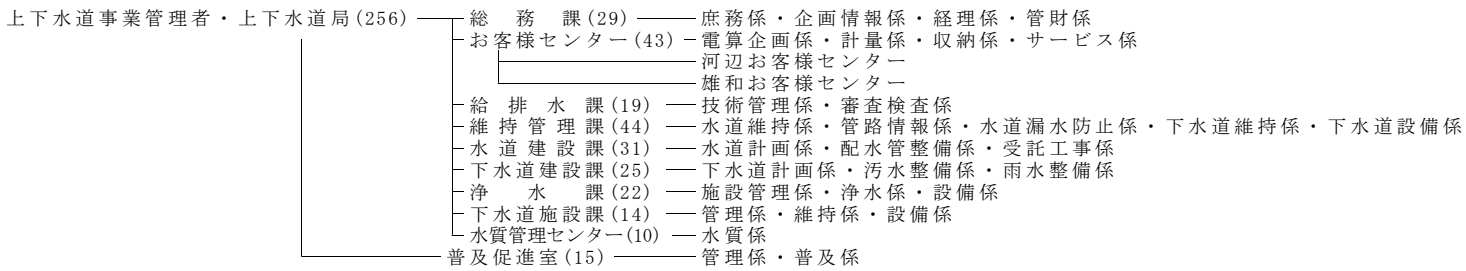 上下水道事業管理者・上下水道局(256) 総務課(29) 庶務係・企画情報係・経理係・管財係
お客様センター(43) 電算企画係・計量係・収納係・サービス係
河辺お客様センター
雄和お客様センター
給排水課(19) 技術管理係・審査検査係
維持管理課(44) 水道維持係・管路情報係・水道漏水防止係・下水道維持係・下水道設備係
水道建設課(31) 水道計画係・配水管整備係・受託工事係
下水道建設課(25) 下水道計画係・汚水整備係・雨水整備係
浄水課(22) 施設管理係・浄水係・設備係
下水道施設課(14) 管理係・維持係・設備係
水質管理センター(10) 水質係
普及促進室(15) 管理係・普及係